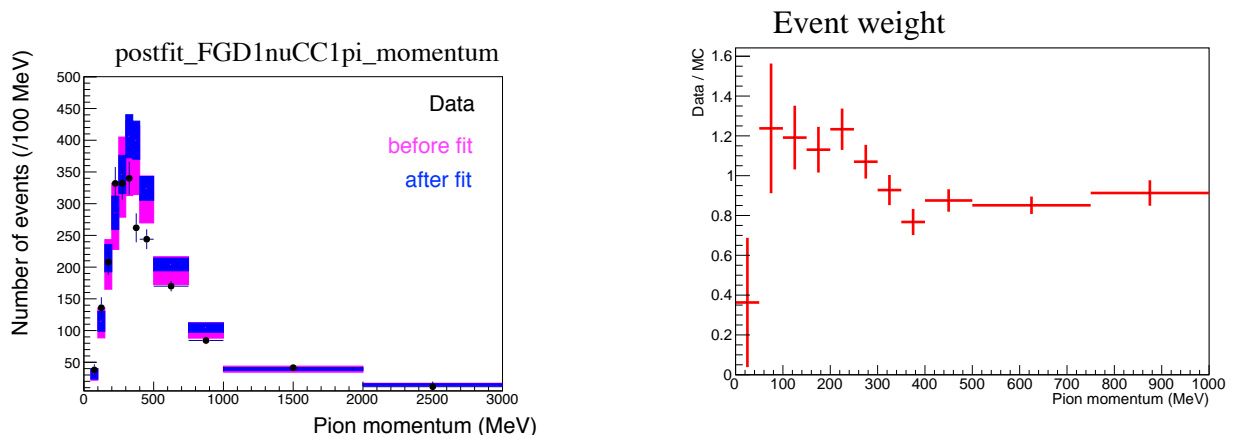 postfit_FGD1nuCC1pi_momentum
Number of events (/100 MeV)
500
450
400
350
300
250
200
150
100
50
Data
before fit
after fit
0 500 1000 1500 2000 2500 3000
Pion momentum (MeV)
Event weight
Data / MC
1.6
1.4
1.2
1
0.8
0.6
0.4
0.2
0
0 100 200 300 400 500 600 700 800 900 1000
Pion momentum (MeV)